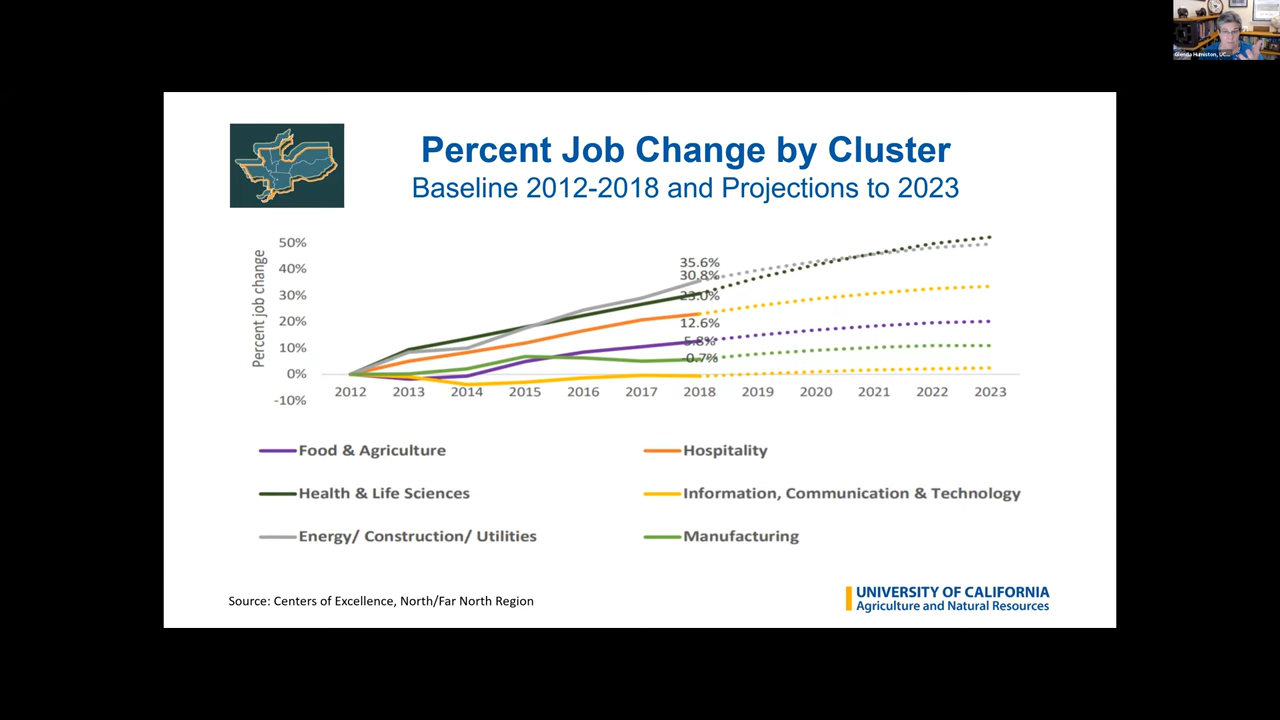 Glenda Humiston, UC...
Percent Job Change by Cluster
Baseline 2012-2018 and Projections to 2023
Percent job change
50%
40%
30%
20%
10%
0%
-10%
35.6%
30.8%
23.0%
12.6%
5.8%
-0.7%
2012 2013 2014 2015 2016 2017 2018 2019 2020 2021 2022 2023
Food & Agriculture
Hospitality
Health & Life Sciences
Information, Communication & Technology
Energy/ Construction/ Utilities
Manufacturing
Source: Centers of Excellence, North/Far North Region
UNIVERSITY OF CALIFORNIA
Agriculture and Natural Resources